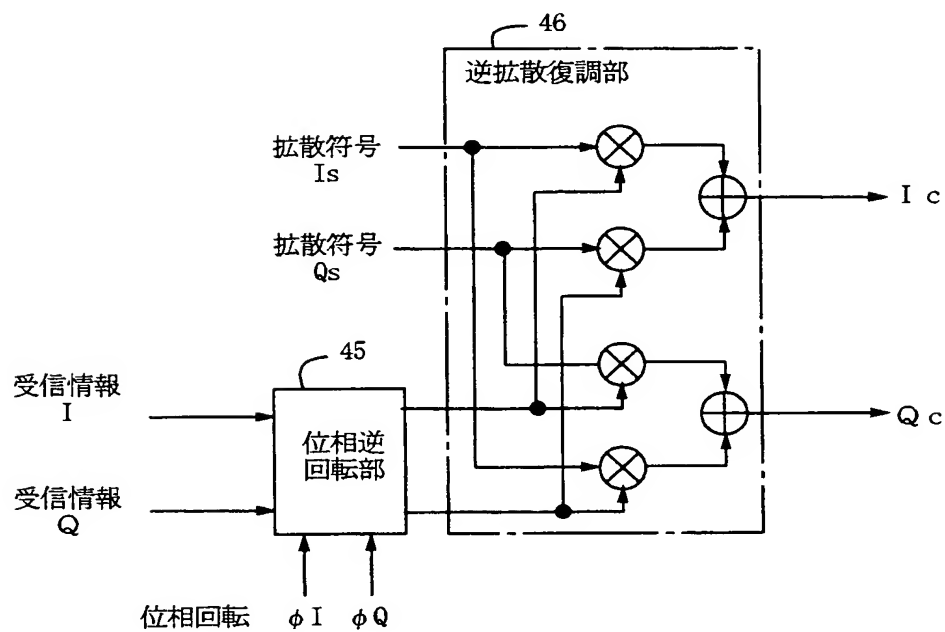 46
逆拡散復調部
拡散符号
Is
I c
拡散符号
Qs
45
受信情報
I
位相逆
回転部
Q c
受信情報
Q
位相回転 φI φQ